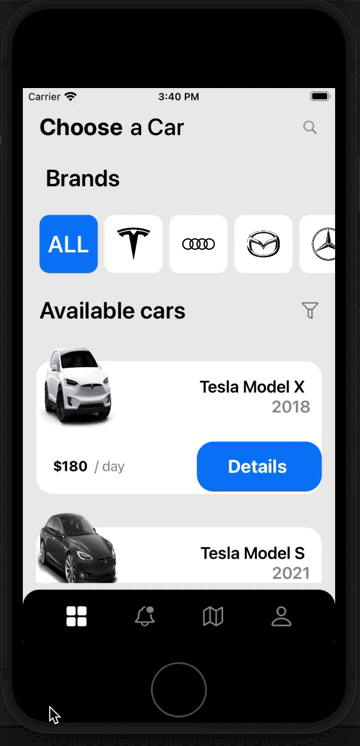 Carrier 3:40 PM
Choose a Car
Brands
ALL
Available cars
Tesla Model X
2018
$180 / day
Details
Tesla Model S
2021